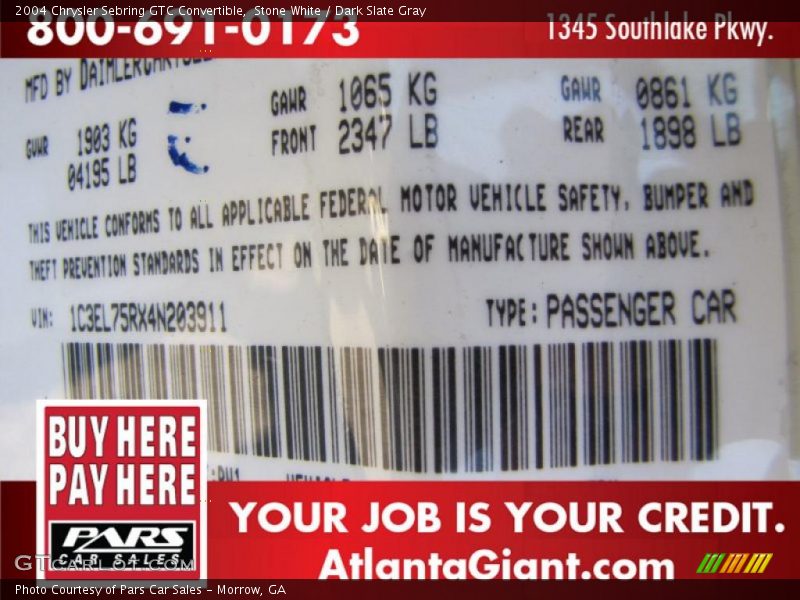 2004 Chrysler Sebring GTC Convertible,  Stone White / Dark Slate Gray
800-691-0173
1345 Southlake Pkwy.
MFD BY DAIMLERCHRYSLER
GVWR 1903 KG
04195 LB
GAWR 1065 KG
FRONT 2347 LB
GAWR 0861 KG
REAR 1898 LB
THIS VEHICLE CONFORMS TO ALL APPLICABLE FEDERAL MOTOR VEHICLE SAFETY, BUMPER AND
THEFT PREVENTION STANDARDS IN EFFECT ON THE DATE OF MANUFACTURE SHOWN ABOVE.
VIN: 1C3EL75RX4N203911
TYPE: PASSENGER CAR
:PW1
VEHICLE
BUY HERE
PAY HERE
PARS
CAR SALES
YOUR JOB IS YOUR CREDIT.
AtlantaGiant.com
GTCarLot.com
Photo Courtesy of Pars Car Sales - Morrow, GA